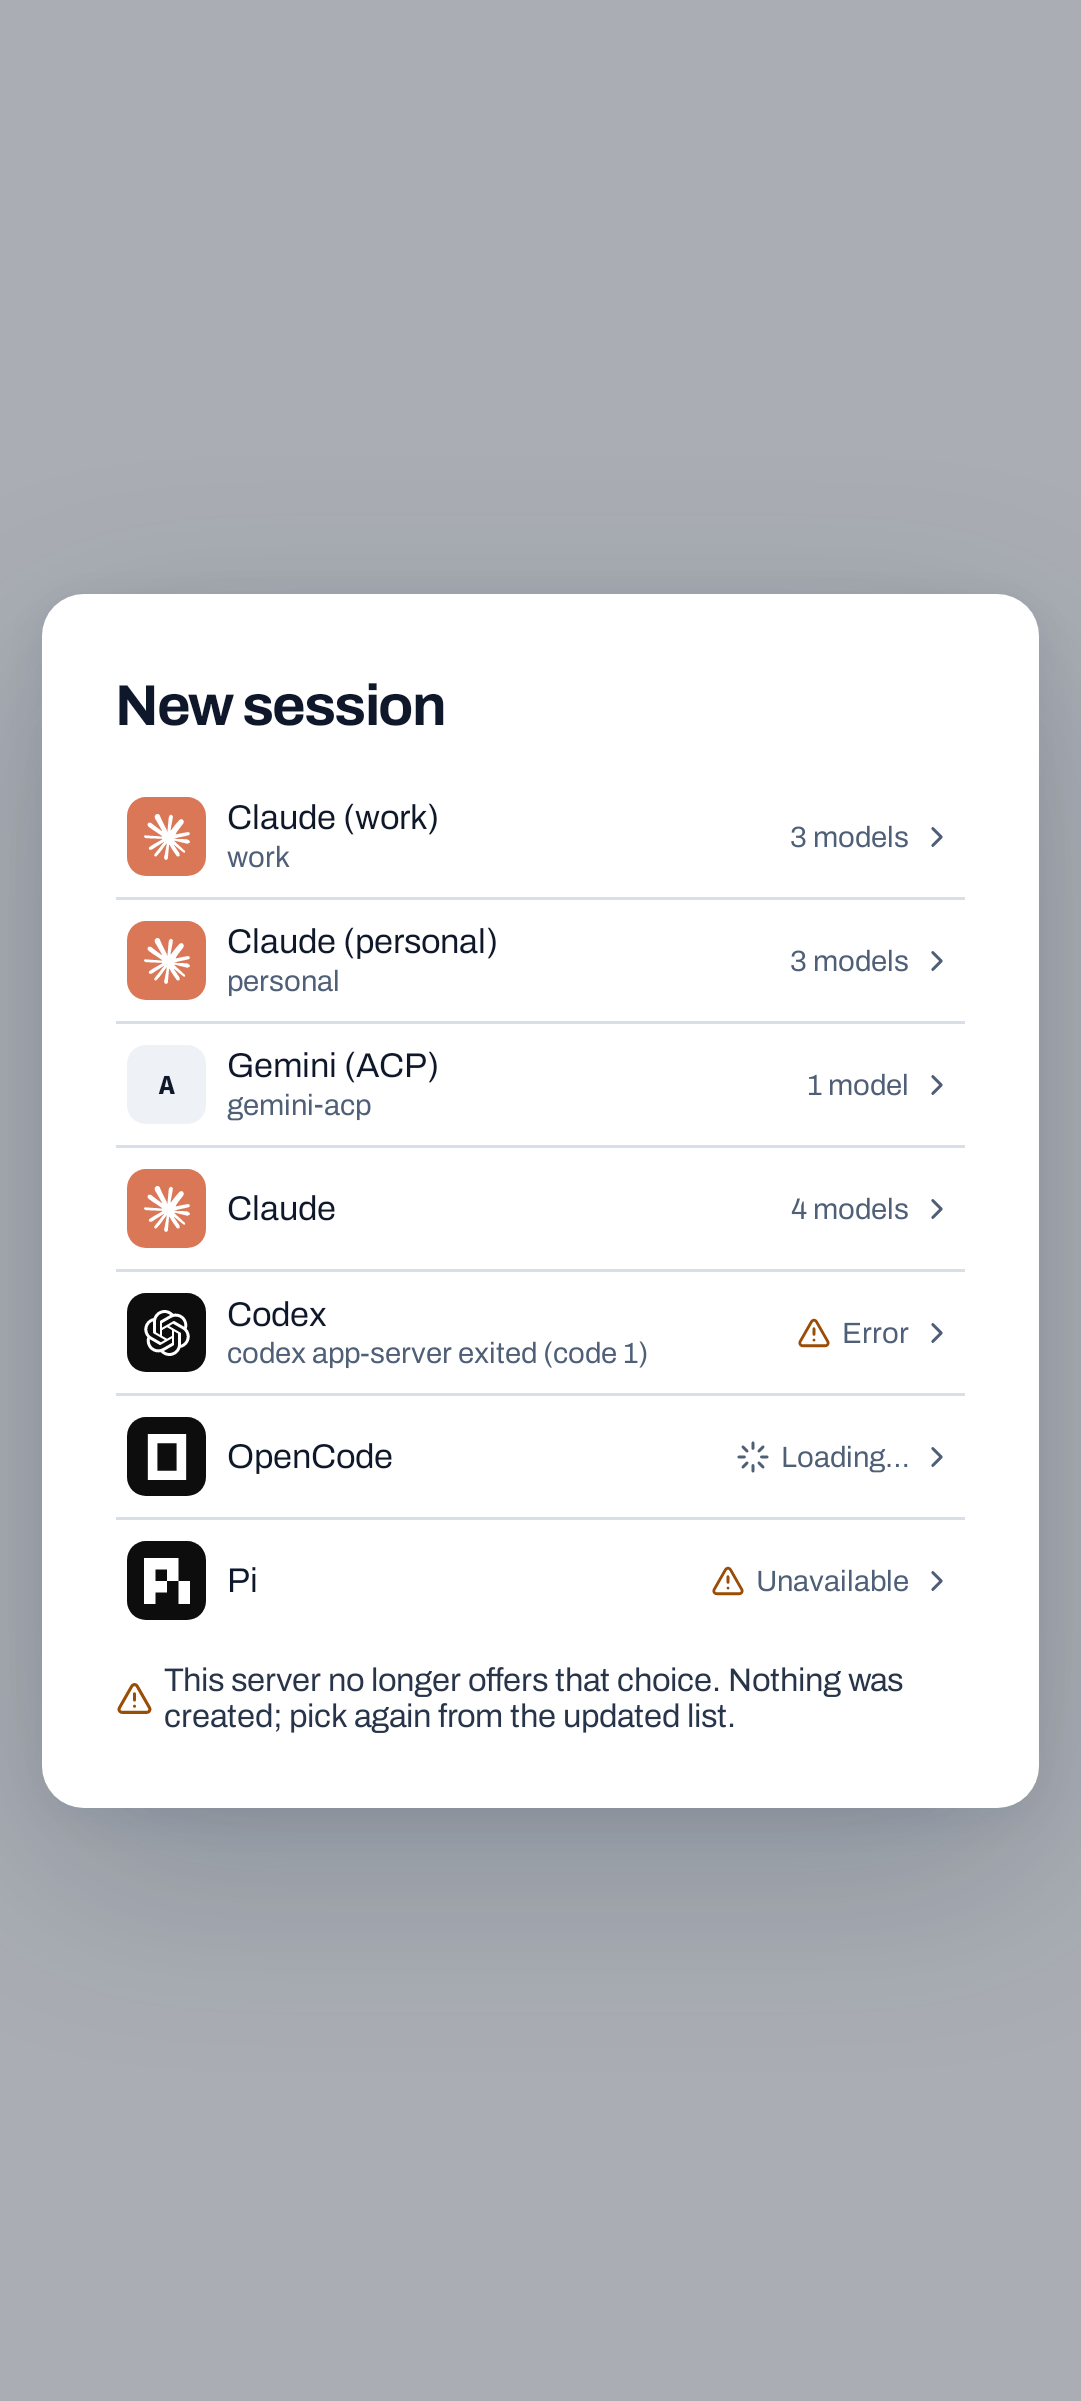 New session
Claude (work)
work
3 models
Claude (personal)
personal
3 models
A
Gemini (ACP)
gemini-acp
1 model
Claude
4 models
Codex
codex app-server exited (code 1)
Error
OpenCode
Loading...
Pi
Unavailable
This server no longer offers that choice. Nothing was
created; pick again from the updated list.